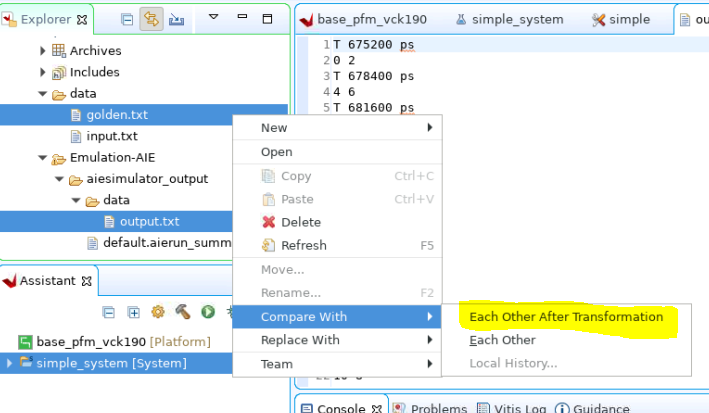 Explorer
Archives
Includes
data
golden.txt
input.txt
Emulation-AIE
aiesimulator_output
data
output.txt
default.aierun_summ
Assistant
base_pfm_vck190 [Platform]
simple_system [System]
base_pfm_vck190
simple_system
simple
ou
1 T 675200 ps
2 0 2
3 T 678400 ps
4 4 6
5 T 681600 ps
New
Open
Copy Ctrl+C
Paste Ctrl+V
Delete
Refresh F5
Move...
Rename... F2
Compare With
Replace With
Team
Each Other After Transformation
Each Other
Local History...
Console
Problems
Vitis Log
Guidance